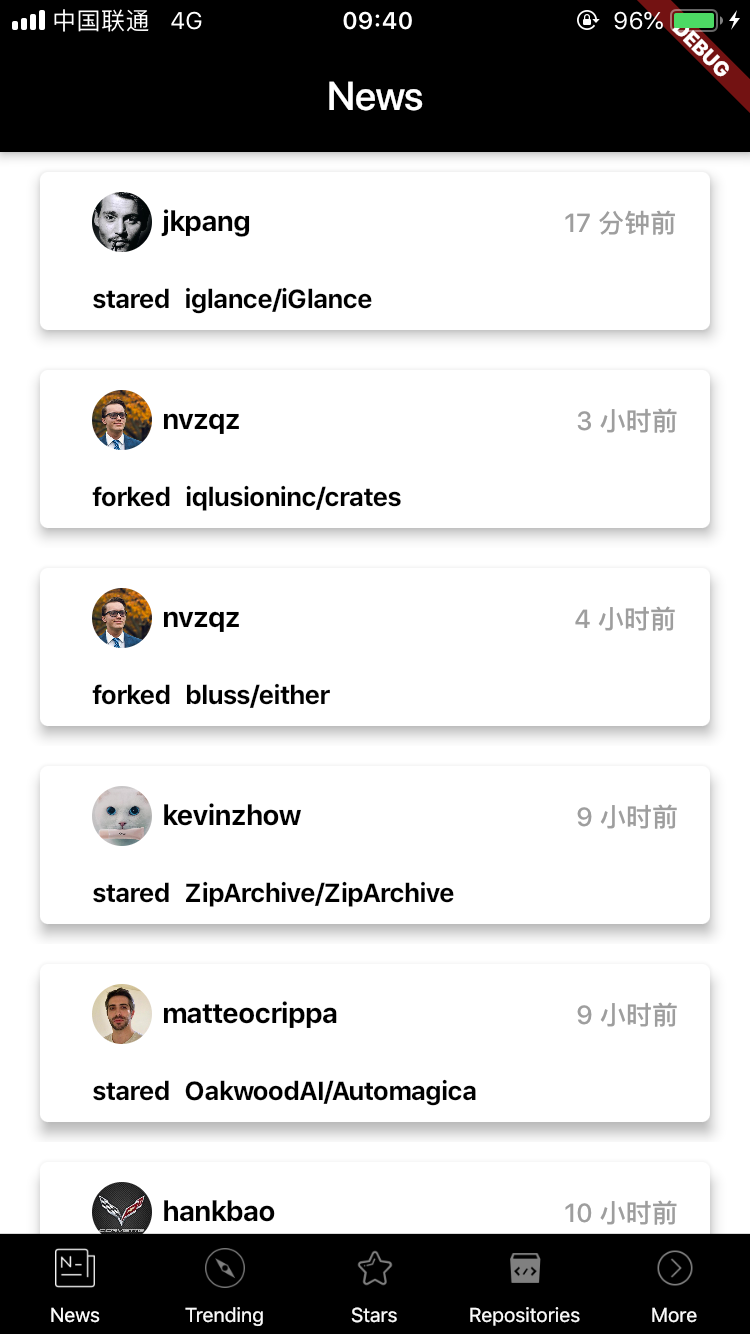 中国联通 4G 09:40 96%
DEBUG
News
jkpang 17 分钟前
stared iglance/iGlance
nvzqz 3 小时前
forked iqlusioninc/crates
nvzqz 4 小时前
forked bluss/either
kevinzhow 9 小时前
stared ZipArchive/ZipArchive
matteocrippa 9 小时前
stared OakwoodAI/Automagica
hankbao 10 小时前
CORVETTE
N-
News Trending Stars Repositories More